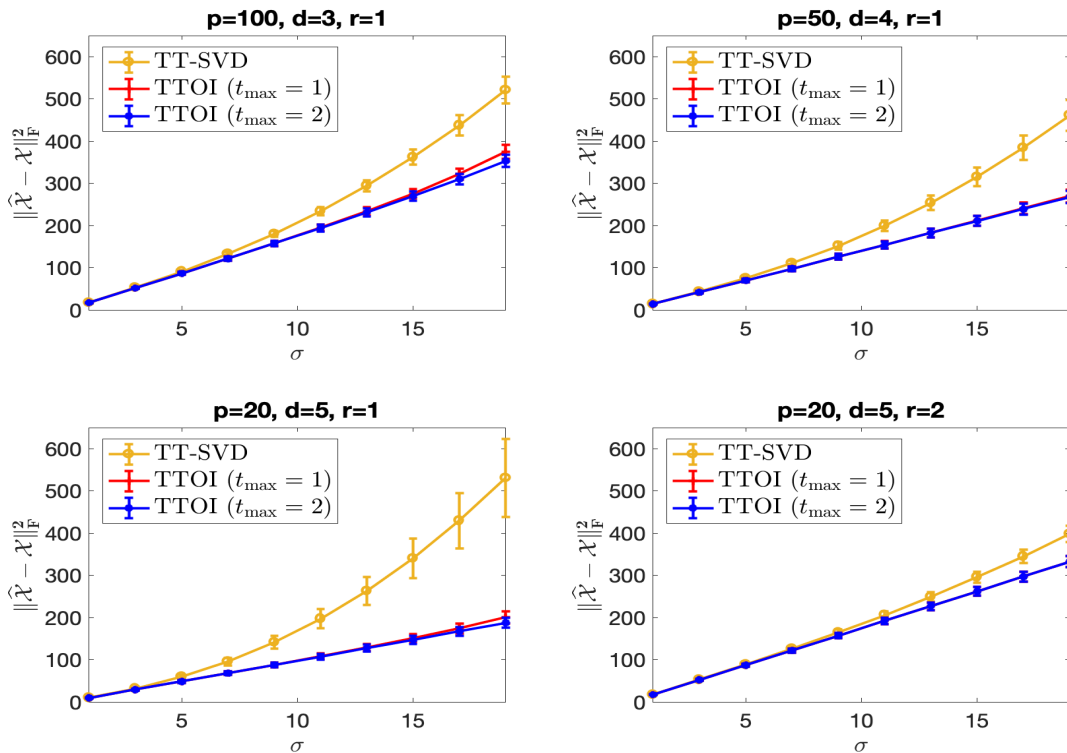 p=100, d=3, r=1
600
500
400
300
200
100
0
5
10
15
σ
‖𝒳̂ − 𝒳‖²_F
TT-SVD
TTOI (t_max = 1)
TTOI (t_max = 2)
p=50, d=4, r=1
600
500
400
300
200
100
0
5
10
15
σ
‖𝒳̂ − 𝒳‖²_F
TT-SVD
TTOI (t_max = 1)
TTOI (t_max = 2)
p=20, d=5, r=1
600
500
400
300
200
100
0
5
10
15
σ
‖𝒳̂ − 𝒳‖²_F
TT-SVD
TTOI (t_max = 1)
TTOI (t_max = 2)
p=20, d=5, r=2
600
500
400
300
200
100
0
5
10
15
σ
‖𝒳̂ − 𝒳‖²_F
TT-SVD
TTOI (t_max = 1)
TTOI (t_max = 2)